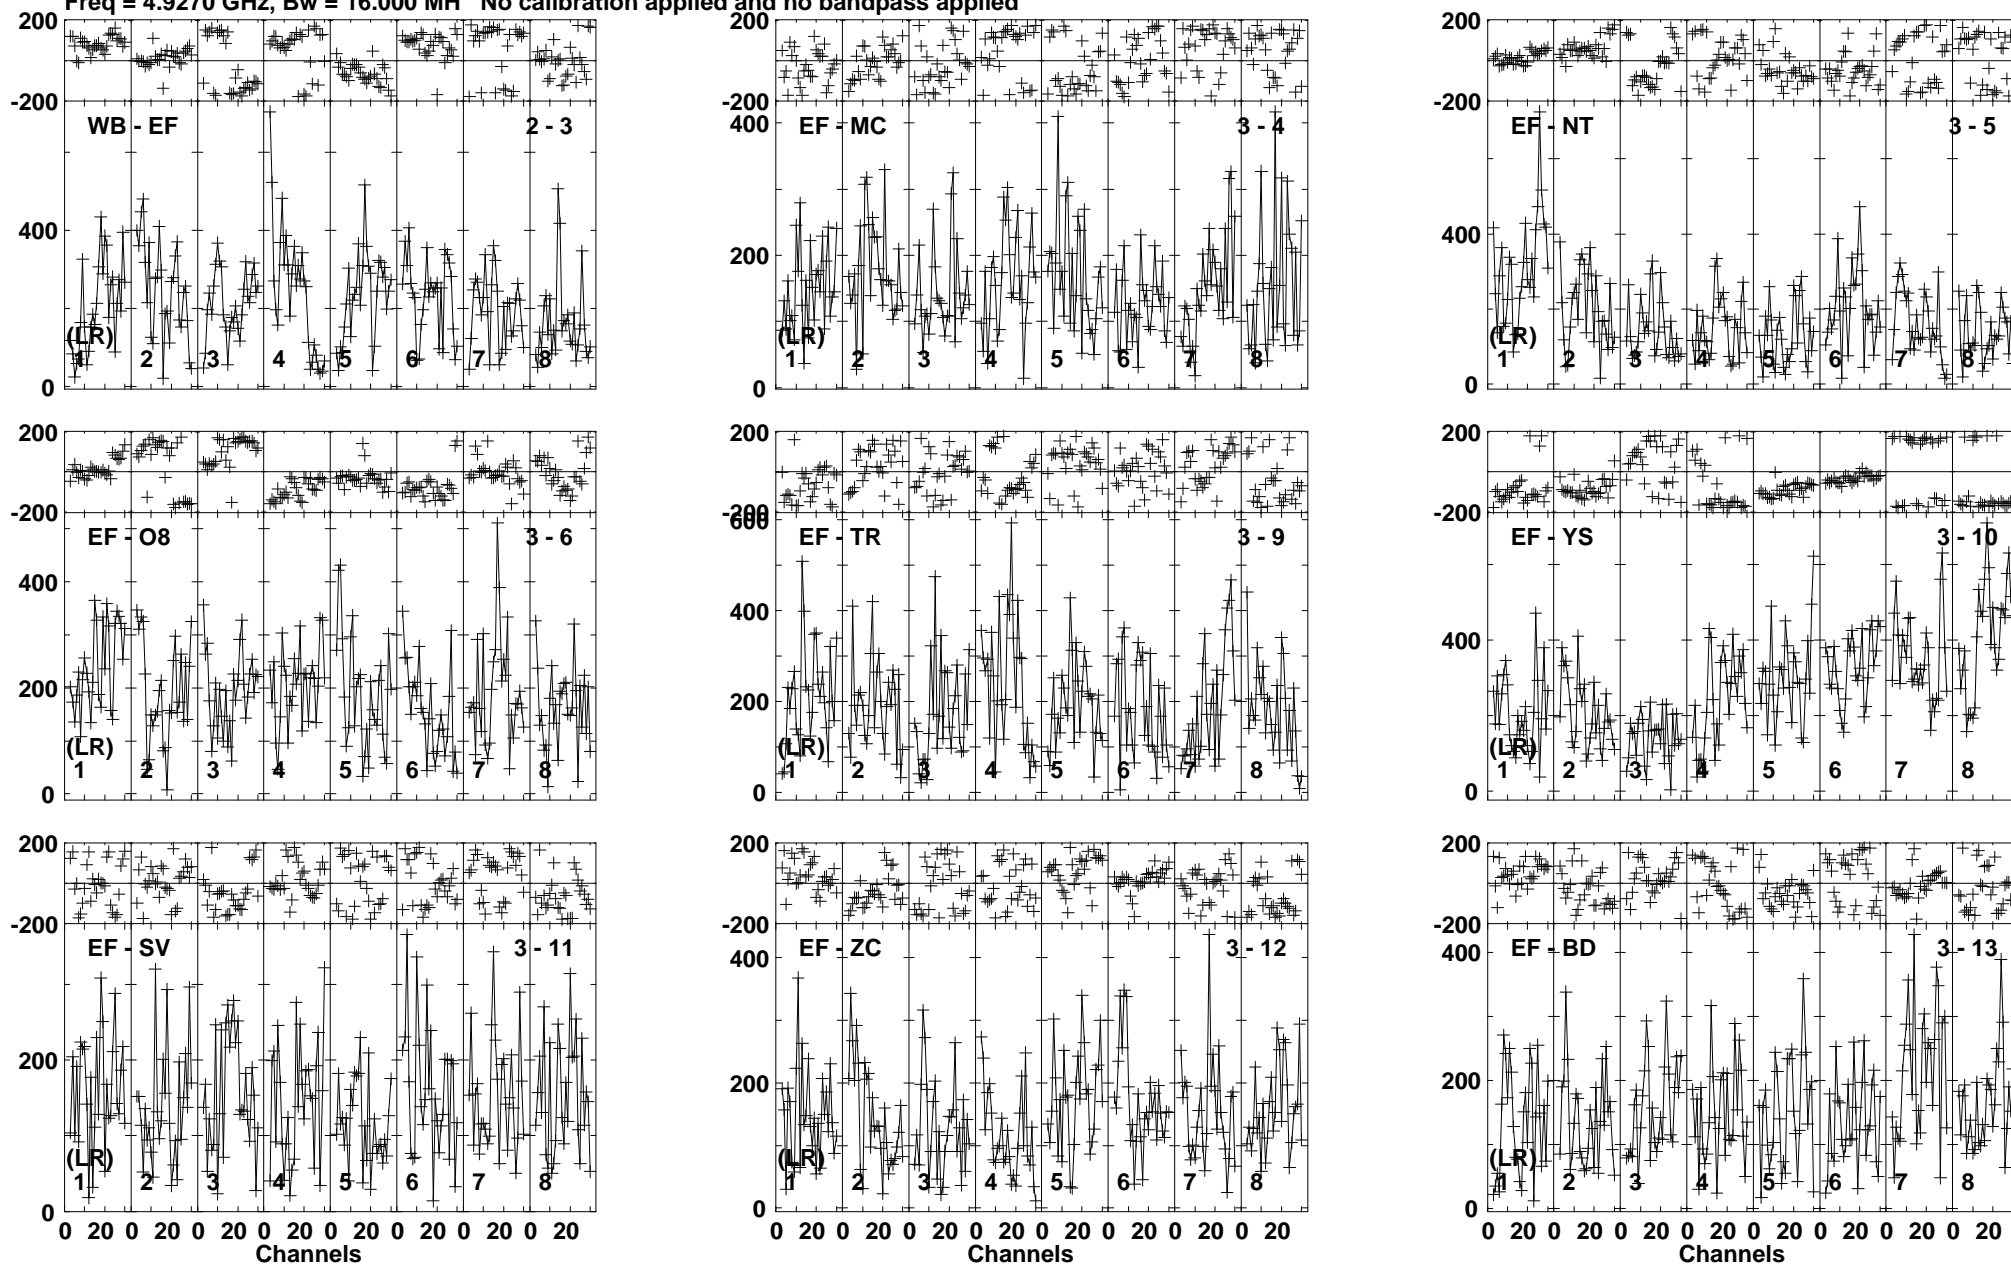 Freq = 4.9270 GHz, Bw = 16.000 MH No calibration applied and no bandpass applied
200
-200
WB - EF 2 - 3
400
(LR)
1 2 3 4 5 6 7 8
0
EF - MC 3 - 4
200
-200
400
200
(LR)
1 2 3 4 5 6 7 8
0
EF - NT 3 - 5
200
-200
400
(LR)
1 2 3 4 5 6 7 8
0
200
-200
EF - O8 3 - 6
400
200
(LR)
1 2 3 4 5 6 7 8
0
200
-200
600
EF - TR 3 - 9
400
200
(LR)
1 2 3 4 5 6 7 8
0
200
-200
EF - YS 3 - 10
400
(LR)
1 2 3 4 5 6 7 8
0
200
-200
EF - SV 3 - 11
200
(LR)
1 2 3 4 5 6 7 8
0
0 20 0 20 0 20 0 20 0 20 0 20 0 20 0 20
Channels
200
-200
EF - ZC 3 - 12
400
200
(LR)
1 2 3 4 5 6 7 8
0
0 20 0 20 0 20 0 20 0 20 0 20 0 20 0 20
Channels
200
-200
EF - BD 3 - 13
400
200
(LR)
1 2 3 4 5 6 7 8
0
0 20 0 20 0 20 0 20 0 20 0 20 0 20 0 20
Channels